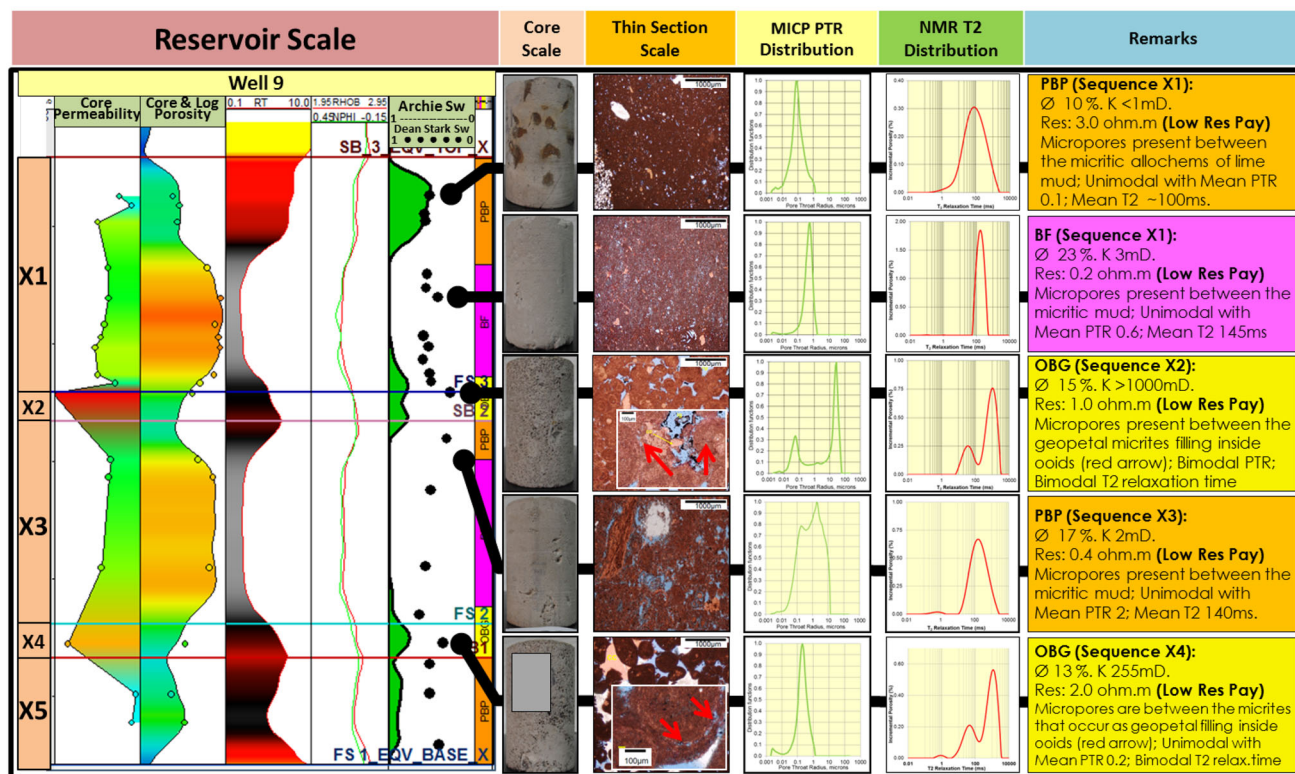 Reservoir Scale
Core
Scale
Thin Section
Scale
MICP PTR
Distribution
NMR T2
Distribution
Remarks
Well 9
Core
Permeability
Core & Log
Porosity
0.1 RT 10.0
1.95 RHOB 2.95
0.45 NPHI -0.15
Archie Sw
1 ---------------- 0
Dean Stark Sw
1 ● ● ● ● ● 0
SB_3_EQV_TOP_X
X1
PBP
BF
FS 3
X2
SB 2
PBP
X3
FS 2
X4
OBG
X5
PBP
FS 1_EQV_BASE_X
1000µm
1000µm
1000µm
100µm
1000µm
1000µm
100µm
Distribution functions
Pore Throat Radius, microns
Incremental Porosity (%)
T2 Relaxation Time (ms)
PBP (Sequence X1):
Ø 10 %. K <1mD.
Res: 3.0 ohm.m (Low Res Pay)
Micropores present between
the micritic allochems of lime
mud; Unimodal with Mean PTR
0.1; Mean T2 ~100ms.
BF (Sequence X1):
Ø 23 %. K 3mD.
Res: 0.2 ohm.m (Low Res Pay)
Micropores present between the
micritic mud; Unimodal with
Mean PTR 0.6; Mean T2 145ms
OBG (Sequence X2):
Ø 15 %. K >1000mD.
Res: 1.0 ohm.m (Low Res Pay)
Micropores present between the
geopetal micrites filling inside
ooids (red arrow); Bimodal PTR;
Bimodal T2 relaxation time
PBP (Sequence X3):
Ø 17 %. K 2mD.
Res: 0.4 ohm.m (Low Res Pay)
Micropores present between the
micritic mud; Unimodal with
Mean PTR 2; Mean T2 140ms.
OBG (Sequence X4):
Ø 13 %. K 255mD.
Res: 2.0 ohm.m (Low Res Pay)
Micropores are between the micrites
that occur as geopetal filling inside
ooids (red arrow); Unimodal with
Mean PTR 0.2; Bimodal T2 relax.time